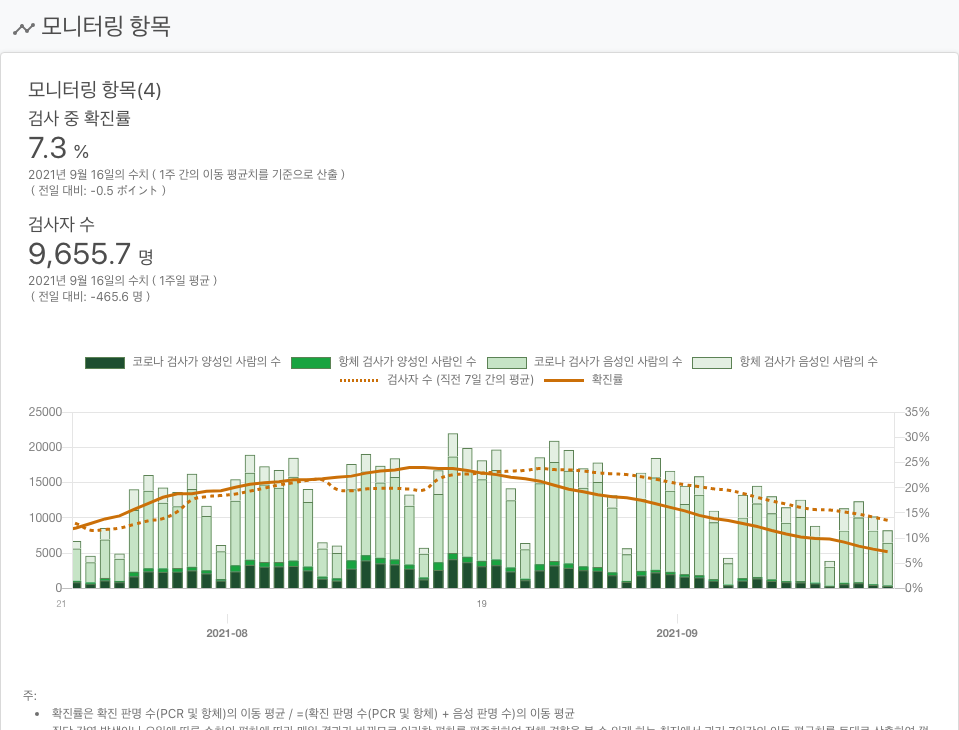 모니터링 항목
모니터링 항목(4)
검사 중 확진률
7.3 %
2021년 9월 16일의 수치 ( 1주 간의 이동 평균치를 기준으로 산출 )
( 전일 대비: -0.5 ポイント )
검사자 수
9,655.7 명
2021년 9월 16일의 수치 ( 1주일 평균 )
( 전일 대비: -465.6 명 )
코로나 검사가 양성인 사람의 수 항체 검사가 양성인 사람인 수 코로나 검사가 음성인 사람의 수 항체 검사가 음성인 사람의 수
검사자 수 (직전 7일 간의 평균) 확진률
25000 35%
20000 30%
15000 25%
10000 20%
5000 15%
0 10%
5%
0%
21 19
2021-08 2021-09
주:
• 확진률은 확진 판명 수(PCR 및 항체)의 이동 평균 / =(확진 판명 수(PCR 및 항체) + 음성 판명 수)의 이동 평균